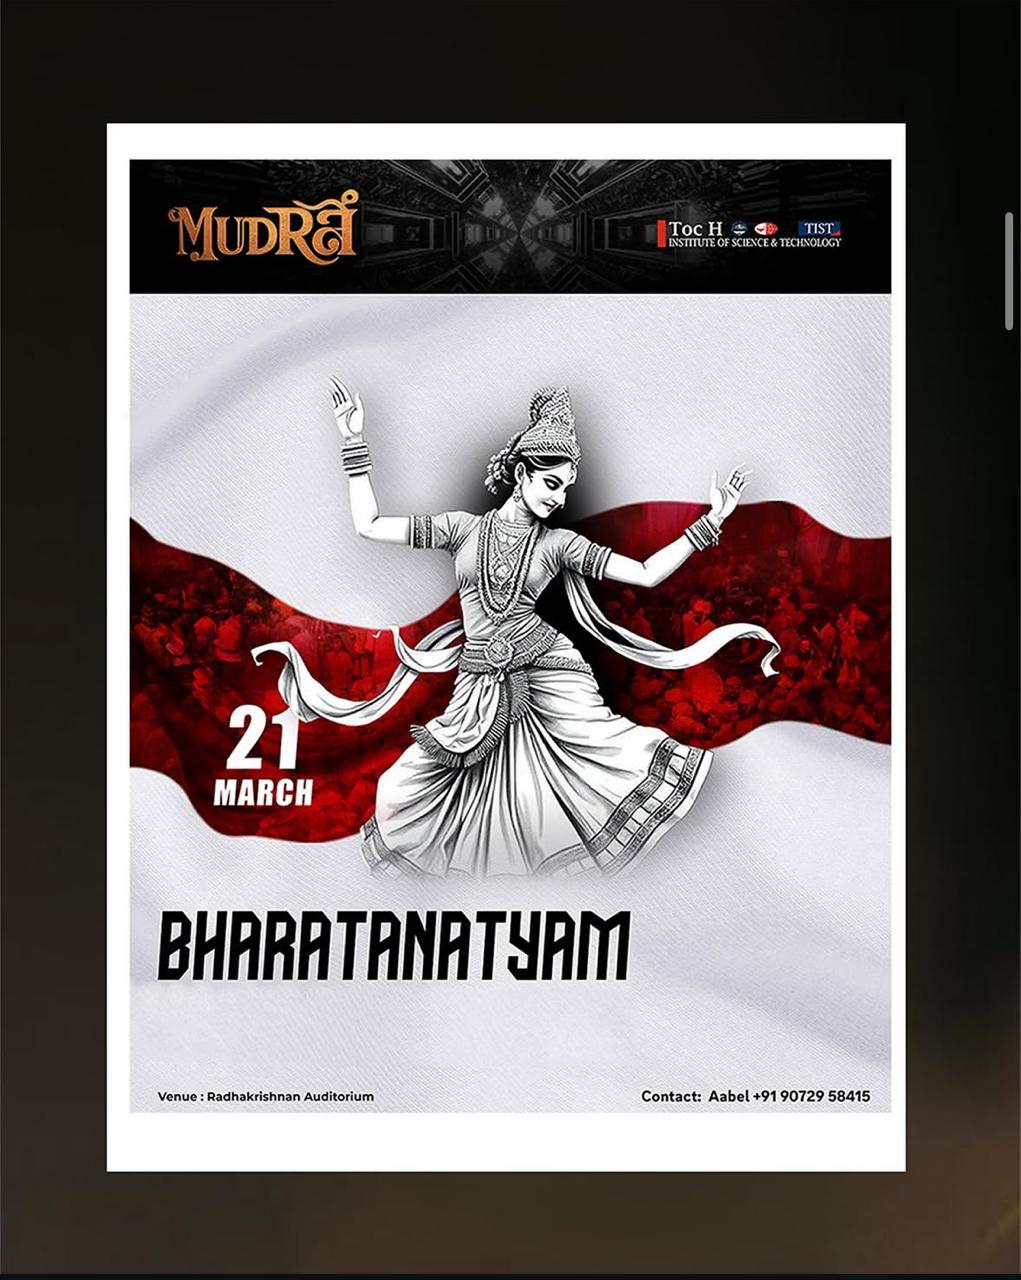 MUDRA
Toc H TIST
INSTITUTE OF SCIENCE & TECHNOLOGY
21
MARCH
BHARATANATYAM
Venue : Radhakrishnan Auditorium
Contact: Aabel +91 90729 58415